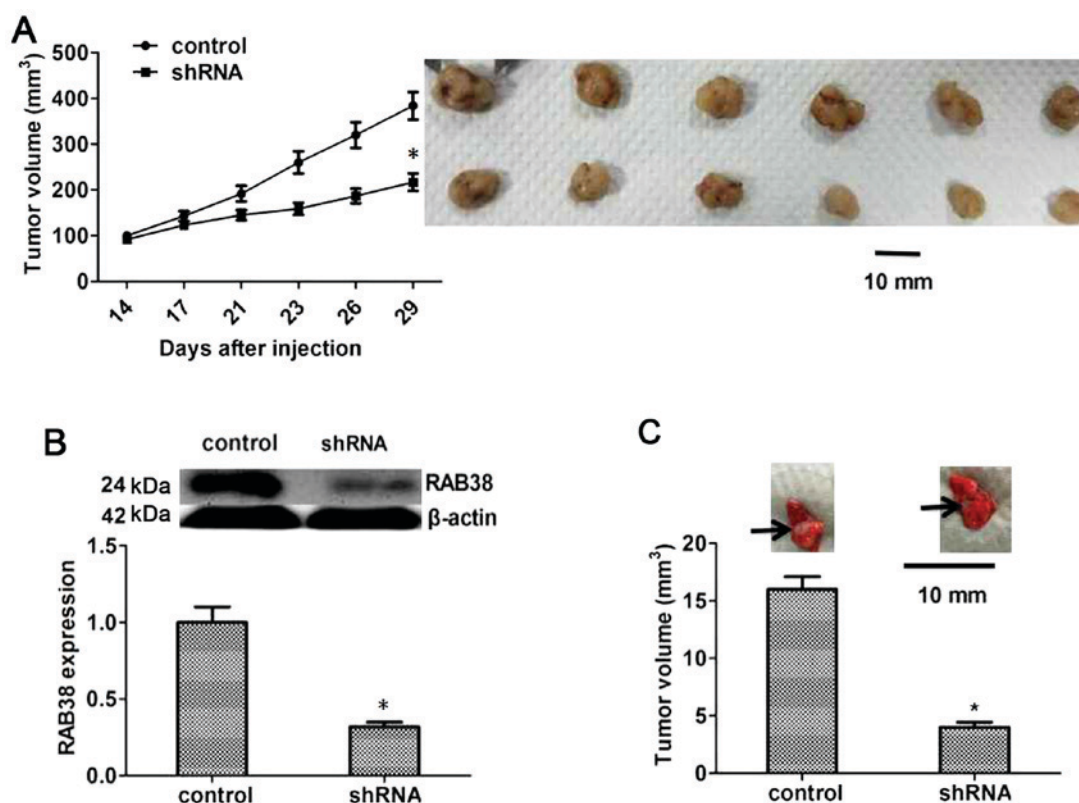 A
control
shRNA
Tumor volume (mm³)
500
400
300
200
100
0
*
14 17 21 23 26 29
Days after injection
10 mm
B
control shRNA
24 kDa RAB38
42 kDa β-actin
RAB38 expression
1.5
1.0
0.5
0.0
*
control shRNA
C
Tumor volume (mm³)
20
15
10
5
0
10 mm
*
control shRNA